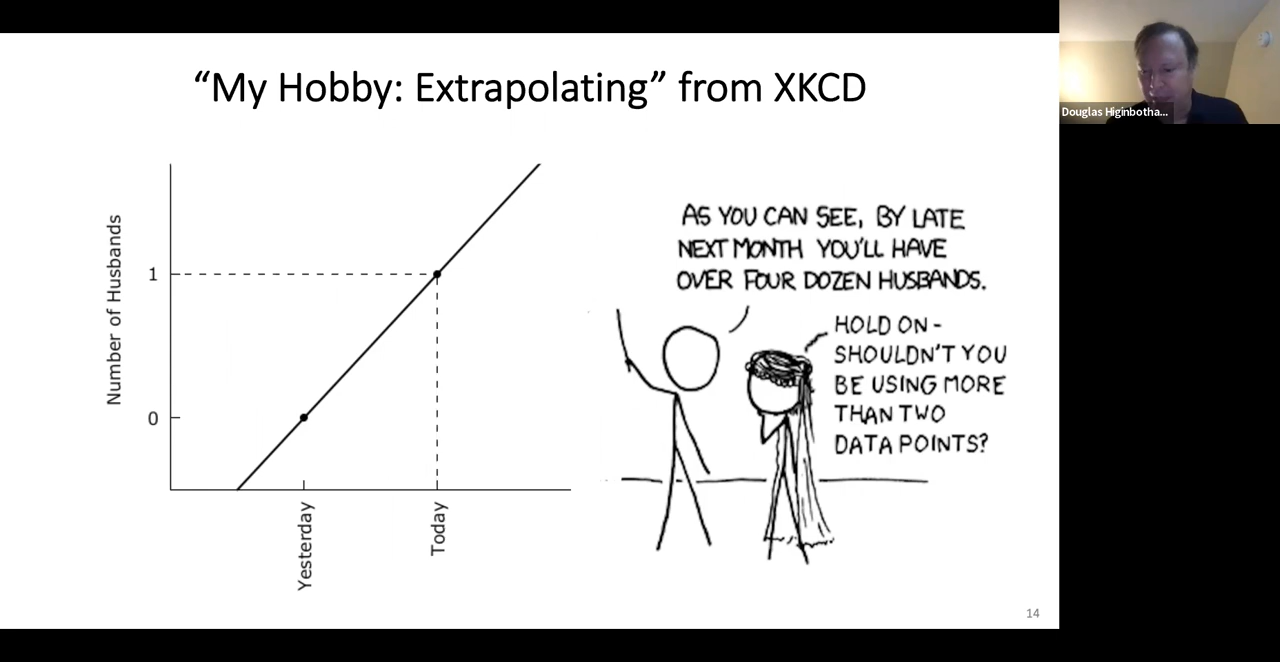 “My Hobby: Extrapolating” from XKCD
Number of Husbands
1
0
Yesterday
Today
AS YOU CAN SEE, BY LATE
NEXT MONTH YOU'LL HAVE
OVER FOUR DOZEN HUSBANDS.
HOLD ON -
SHOULDN'T YOU
BE USING MORE
THAN TWO
DATA POINTS?
14
Douglas Higinbotha...